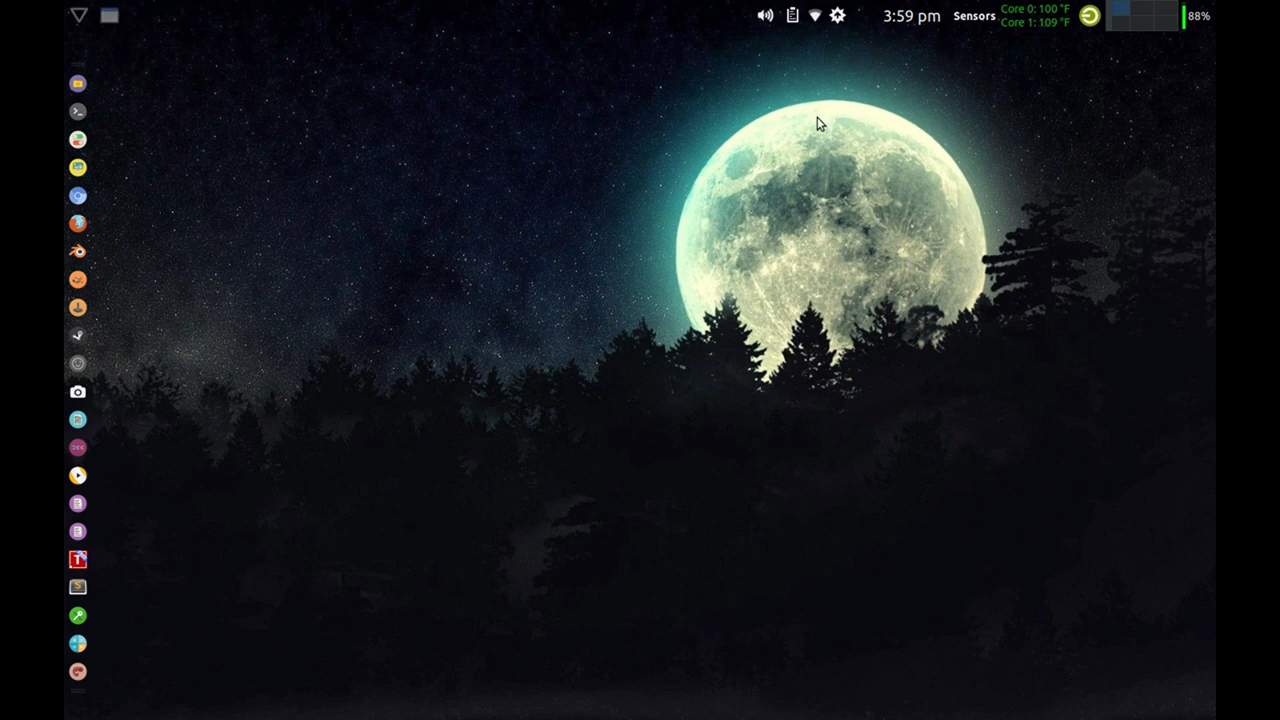 3:59 pm
Sensors
Core 0: 100 °F
Core 1: 109 °F
88%